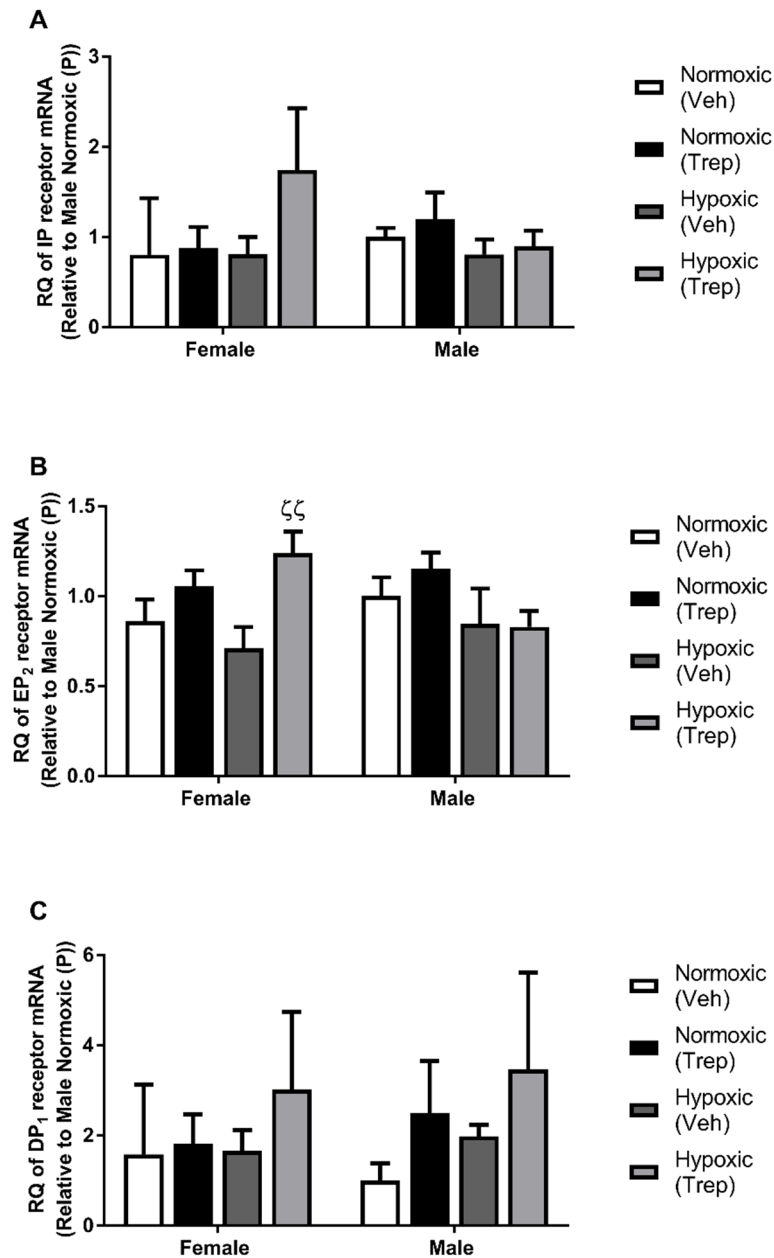 A
RQ of IP receptor mRNA
(Relative to Male Normoxic (P))
3
2
1
0
Female
Male
Normoxic
(Veh)
Normoxic
(Trep)
Hypoxic
(Veh)
Hypoxic
(Trep)
B
RQ of EP₂ receptor mRNA
(Relative to Male Normoxic (P))
1.5
1.0
0.5
0.0
ζζ
Female
Male
Normoxic
(Veh)
Normoxic
(Trep)
Hypoxic
(Veh)
Hypoxic
(Trep)
C
RQ of DP₁ receptor mRNA
(Relative to Male Normoxic (P))
6
4
2
0
Female
Male
Normoxic
(Veh)
Normoxic
(Trep)
Hypoxic
(Veh)
Hypoxic
(Trep)